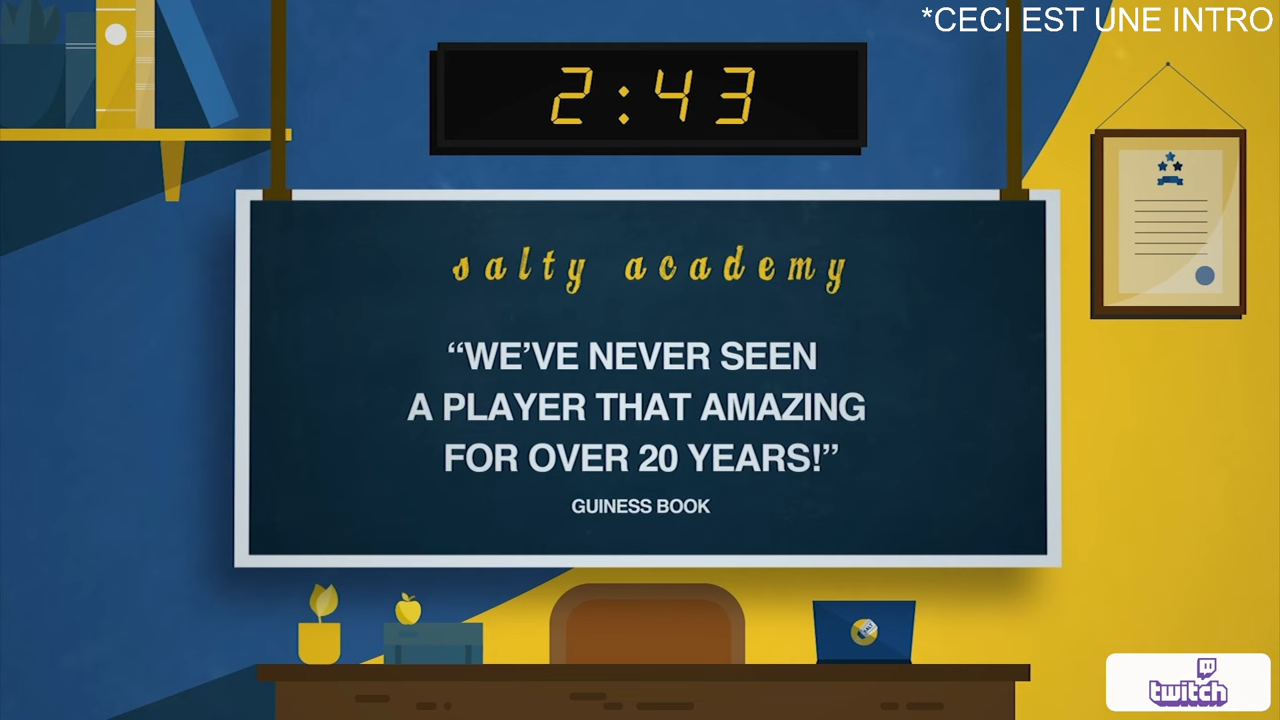 *CECI EST UNE INTRO
2:43
salty academy
“WE’VE NEVER SEEN
A PLAYER THAT AMAZING
FOR OVER 20 YEARS!”
GUINESS BOOK
twitch